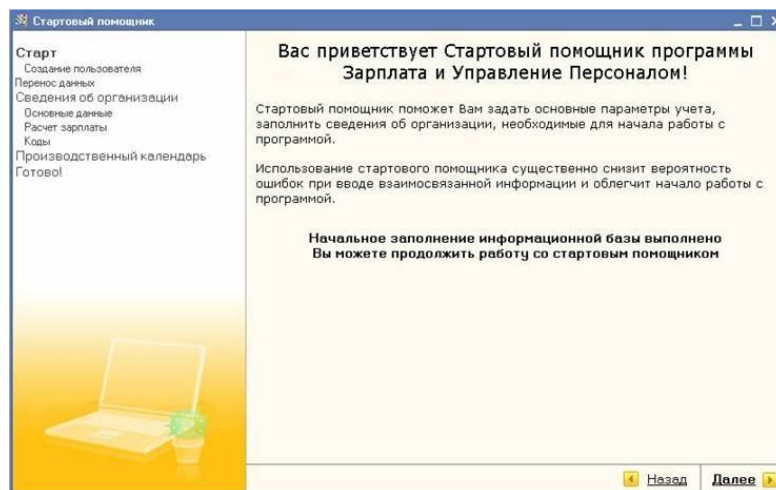 Стартовый помощник
Старт
Создание пользователя
Перенос данных
Сведения об организации
Основные данные
Расчет зарплаты
Коды
Производственный календарь
Готово!
Вас приветствует Стартовый помощник программы
Зарплата и Управление Персоналом!
Стартовый помощник поможет Вам задать основные параметры учета,
заполнить сведения об организации, необходимые для начала работы с
программой.
Использование стартового помощника существенно снизит вероятность
ошибок при вводе взаимосвязанной информации и облегчит начало работы с
программой.
Начальное заполнение информационной базы выполнено
Вы можете продолжить работу со стартовым помощником
Назад
Далее